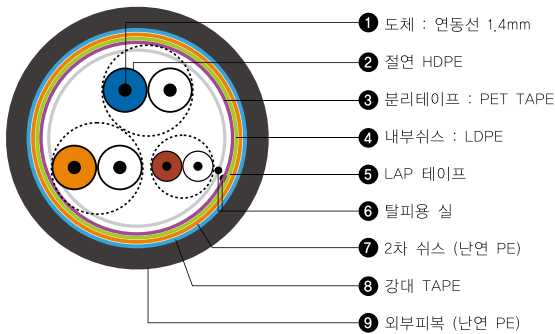 1 도체 : 연동선 1.4mm
2 절연 HDPE
3 분리테이프 : PET TAPE
4 내부쉬스 : LDPE
5 LAP 테이프
6 탈피용 실
7 2차 쉬스 (난연 PE)
8 강대 TAPE
9 외부피복 (난연 PE)